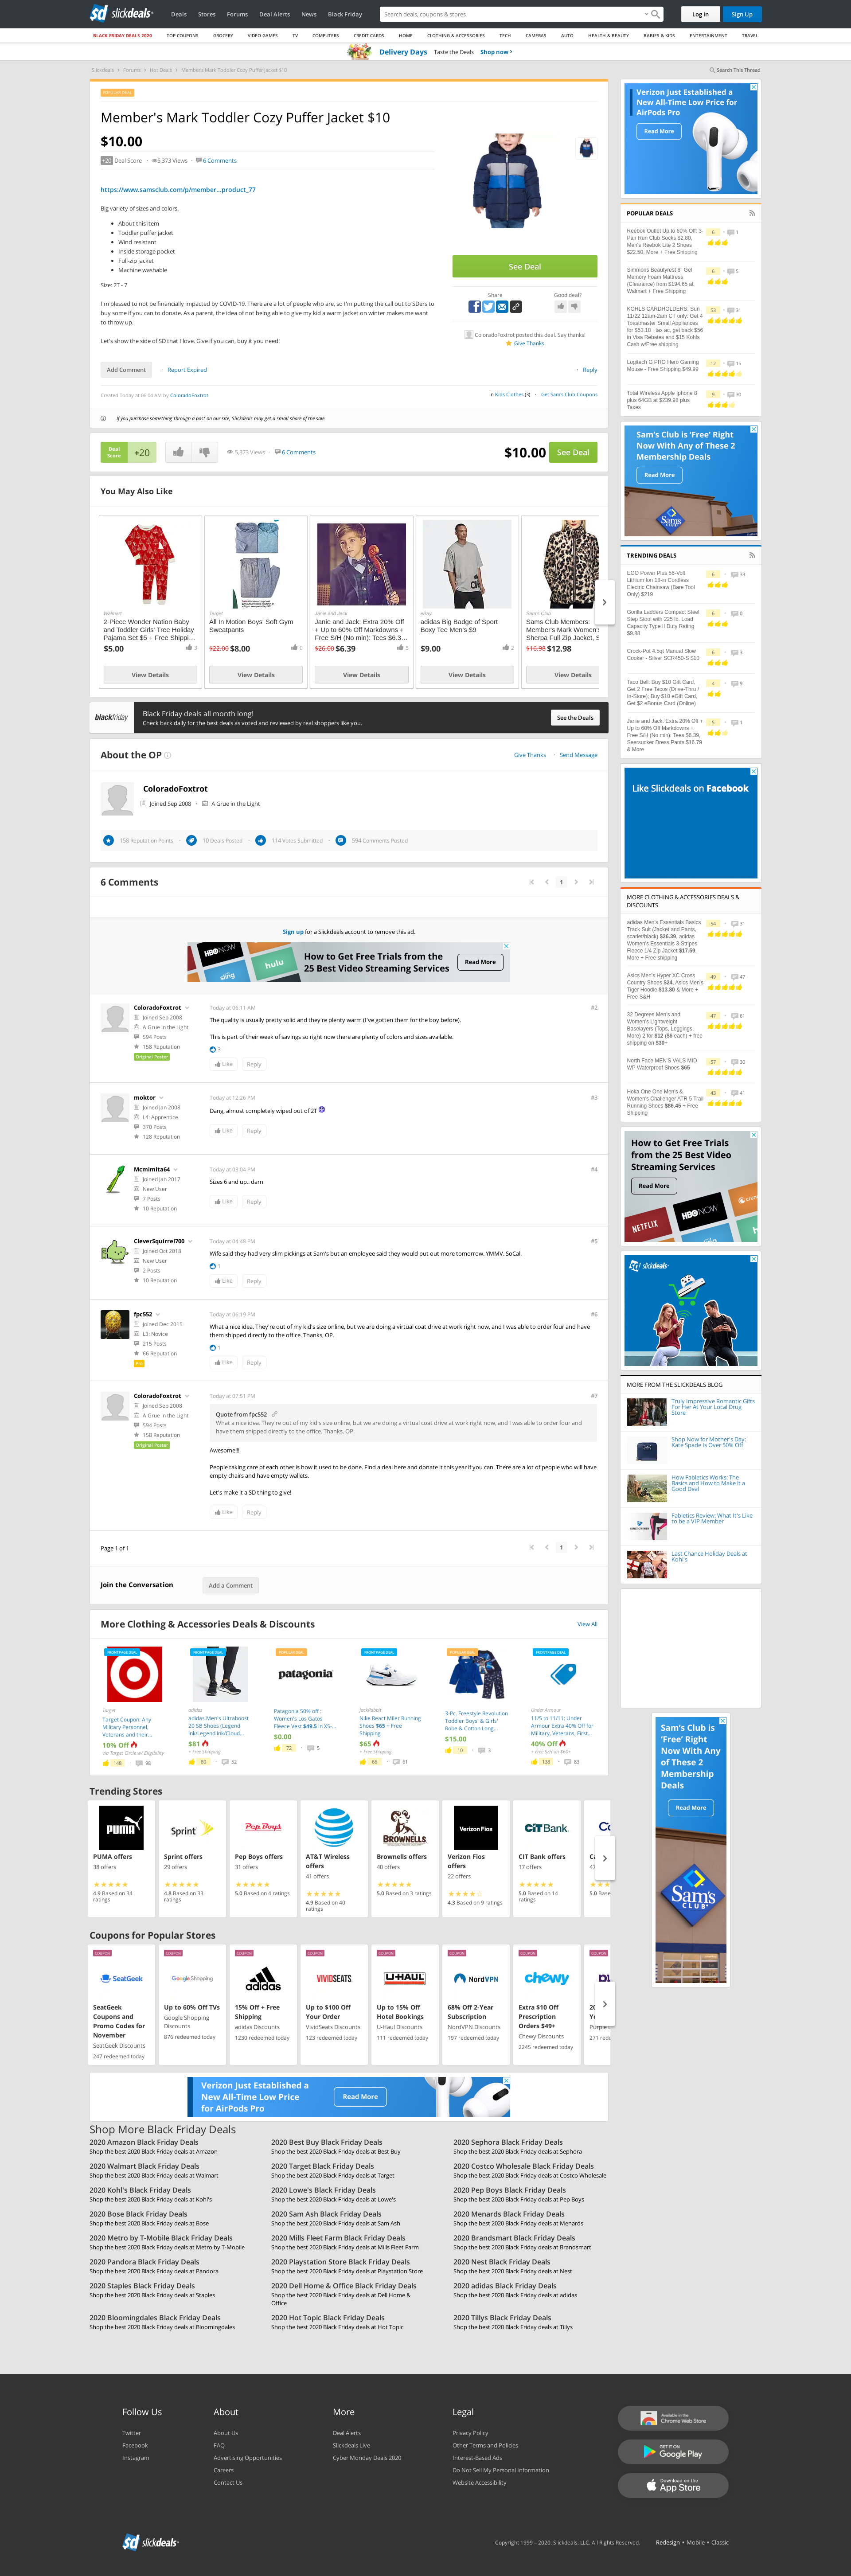 slickdeals
Deals
Stores
Forums
Deal Alerts
News
Black Friday
Search deals, coupons & stores
Log In
Sign Up
BLACK FRIDAY DEALS 2020
TOP COUPONS
GROCERY
VIDEO GAMES
TV
COMPUTERS
CREDIT CARDS
HOME
CLOTHING & ACCESSORIES
TECH
CAMERAS
AUTO
HEALTH & BEAUTY
BABIES & KIDS
ENTERTAINMENT
TRAVEL
Delivery Days Taste the Deals Shop now ›
Slickdeals › Forums › Hot Deals › Member's Mark Toddler Cozy Puffer Jacket $10
Search This Thread
POPULAR DEAL
Member's Mark Toddler Cozy Puffer Jacket $10
$10.00
+20 Deal Score • 5,373 Views • 6 Comments
https://www.samsclub.com/p/member...product_77
Big variety of sizes and colors.
• About this item
• Toddler puffer jacket
• Wind resistant
• Inside storage pocket
• Full-zip jacket
• Machine washable
Size: 2T - 7
I'm blessed to not be financially impacted by COVID-19. There are a lot of people who are, so I'm putting the call out to SDers to
buy one of you can to donate. As a parent, the idea of not being able to give my kid a warm jacket on winter makes me want
to throw up.
Let's show the side of SD that I love. Give if you can, buy it you need!
See Deal
Share
Good deal?
ColoradoFoxtrot posted this deal. Say thanks!
Give Thanks
Add Comment
• Report Expired
• Reply
Created Today at 06:04 AM by ColoradoFoxtrot
in Kids Clothes (3) • Get Sam's Club Coupons
If you purchase something through a post on our site, Slickdeals may get a small share of the sale.
Deal
Score
+20
5,373 Views • 6 Comments
$10.00
See Deal
You May Also Like
Walmart
2-Piece Wonder Nation Baby
and Toddler Girls' Tree Holiday
Pajama Set $5 + Free Shippi...
$5.00
View Details
Target
All In Motion Boys' Soft Gym
Sweatpants
$22.00 $8.00
View Details
Janie and Jack
Janie and Jack: Extra 20% Off
+ Up to 60% Off Markdowns +
Free S/H (No min): Tees $6.3...
$26.00 $6.39
View Details
eBay
adidas Big Badge of Sport
Boxy Tee Men's $9
$9.00
View Details
Sam's Club
Sams Club Members:
Member's Mark Women's
Sherpa Full Zip Jacket, S
$16.98 $12.98
View Details
blackfriday
Black Friday deals all month long!
Check back daily for the best deals as voted and reviewed by real shoppers like you.
See the Deals
About the OP
Give Thanks • Send Message
ColoradoFoxtrot
Joined Sep 2008 • A Grue in the Light
158 Reputation Points
10 Deals Posted
114 Votes Submitted
594 Comments Posted
6 Comments
1
Sign up for a Slickdeals account to remove this ad.
sling
hulu
HBO NOW
How to Get Free Trials from the
25 Best Video Streaming Services
Read More
ColoradoFoxtrot
Joined Sep 2008
A Grue in the Light
594 Posts
158 Reputation
Original Poster
Today at 06:11 AM
#2
The quality is usually pretty solid and they're plenty warm (I've gotten them for the boy before).
This is part of their week of savings so right now there are plenty of colors and sizes available.
3
Like
Reply
moktor
Joined Jan 2008
L4: Apprentice
370 Posts
128 Reputation
Today at 12:26 PM
#3
Dang, almost completely wiped out of 2T
Like
Reply
Mcmimita64
Joined Jan 2017
New User
7 Posts
10 Reputation
Today at 03:04 PM
#4
Sizes 6 and up.. darn
Like
Reply
CleverSquirrel700
Joined Oct 2018
New User
2 Posts
10 Reputation
Today at 04:48 PM
#5
Wife said they had very slim pickings at Sam's but an employee said they would put out more tomorrow. YMMV. SoCal.
1
Like
Reply
fpc552
Joined Dec 2015
L3: Novice
215 Posts
66 Reputation
Pro
Today at 06:19 PM
#6
What a nice idea. They're out of my kid's size online, but we are doing a virtual coat drive at work right now, and I was able to order four and have
them shipped directly to the office. Thanks, OP.
1
Like
Reply
ColoradoFoxtrot
Joined Sep 2008
A Grue in the Light
594 Posts
158 Reputation
Original Poster
Today at 07:51 PM
#7
Quote from fpc552
What a nice idea. They're out of my kid's size online, but we are doing a virtual coat drive at work right now, and I was able to order four and
have them shipped directly to the office. Thanks, OP.
Awesome!!!
People taking care of each other is how it used to be done. Find a deal here and donate it this year if you can. There are a lot of people who will have
empty chairs and have empty wallets.
Let's make it a SD thing to give!
Like
Reply
Page 1 of 1
1
Join the Conversation
Add a Comment
More Clothing & Accessories Deals & Discounts
View All
FRONTPAGE DEAL
Target
Target Coupon: Any
Military Personnel,
Veterans and their...
10% Off
via Target Circle w/ Eligibility
148 • 98
FRONTPAGE DEAL
adidas
adidas Men's Ultraboost
20 SB Shoes (Legend
Ink/Legend Ink/Cloud...
$81
+ Free Shipping
80 • 52
POPULAR DEAL
patagonia
Patagonia 50% off :
Women's Los Gatos
Fleece Vest $49.5 in XS-...
$0.00
72 • 5
FRONTPAGE DEAL
JackRabbit
Nike React Miler Running
Shoes $65 + Free
Shipping
$65
+ Free Shipping
66 • 61
POPULAR DEAL
3-Pc. Freestyle Revolution
Toddler Boys' & Girls'
Robe & Cotton Long...
$15.00
10 • 3
FRONTPAGE DEAL
Under Armour
11/5 to 11/11: Under
Armour Extra 40% Off for
Military, Veterans, First...
40% Off
+ Free S/H on $60+
138 • 83
Trending Stores
PUMA
PUMA offers
38 offers
4.9 Based on 34
ratings
Sprint
Sprint offers
29 offers
4.8 Based on 33
ratings
Pep Boys
Pep Boys offers
31 offers
5.0 Based on 4 ratings
AT&T
AT&T Wireless
offers
41 offers
4.9 Based on 40
ratings
BROWNELLS
Brownells offers
40 offers
5.0 Based on 3 ratings
Verizon Fios
Verizon Fios
offers
22 offers
4.3 Based on 9 ratings
CIT BANK
CIT Bank offers
17 offers
5.0 Based on 14
ratings
Coupons for Popular Stores
COUPON
SeatGeek
SeatGeek
Coupons and
Promo Codes for
November
SeatGeek Discounts
247 redeemed today
COUPON
Google Shopping
Up to 60% Off TVs
Google Shopping
Discounts
876 redeemed today
COUPON
adidas
15% Off + Free
Shipping
adidas Discounts
1230 redeemed today
COUPON
VIVIDSEATS
Up to $100 Off
Your Order
VividSeats Discounts
123 redeemed today
COUPON
U-HAUL
Up to 15% Off
Hotel Bookings
U-Haul Discounts
111 redeemed today
COUPON
NordVPN
68% Off 2-Year
Subscription
NordVPN Discounts
197 redeemed today
COUPON
chewy
Extra $10 Off
Prescription
Orders $49+
Chewy Discounts
2245 redeemed today
COUPON
Verizon Just Established a
New All-Time Low Price
for AirPods Pro
Read More
Shop More Black Friday Deals
2020 Amazon Black Friday Deals
Shop the best 2020 Black Friday deals at Amazon
2020 Best Buy Black Friday Deals
Shop the best 2020 Black Friday deals at Best Buy
2020 Sephora Black Friday Deals
Shop the best 2020 Black Friday deals at Sephora
2020 Walmart Black Friday Deals
Shop the best 2020 Black Friday deals at Walmart
2020 Target Black Friday Deals
Shop the best 2020 Black Friday deals at Target
2020 Costco Wholesale Black Friday Deals
Shop the best 2020 Black Friday deals at Costco Wholesale
2020 Kohl's Black Friday Deals
Shop the best 2020 Black Friday deals at Kohl's
2020 Lowe's Black Friday Deals
Shop the best 2020 Black Friday deals at Lowe's
2020 Pep Boys Black Friday Deals
Shop the best 2020 Black Friday deals at Pep Boys
2020 Bose Black Friday Deals
Shop the best 2020 Black Friday deals at Bose
2020 Sam Ash Black Friday Deals
Shop the best 2020 Black Friday deals at Sam Ash
2020 Menards Black Friday Deals
Shop the best 2020 Black Friday deals at Menards
2020 Metro by T-Mobile Black Friday Deals
Shop the best 2020 Black Friday deals at Metro by T-Mobile
2020 Mills Fleet Farm Black Friday Deals
Shop the best 2020 Black Friday deals at Mills Fleet Farm
2020 Brandsmart Black Friday Deals
Shop the best 2020 Black Friday deals at Brandsmart
2020 Pandora Black Friday Deals
Shop the best 2020 Black Friday deals at Pandora
2020 Playstation Store Black Friday Deals
Shop the best 2020 Black Friday deals at Playstation Store
2020 Nest Black Friday Deals
Shop the best 2020 Black Friday deals at Nest
2020 Staples Black Friday Deals
Shop the best 2020 Black Friday deals at Staples
2020 Dell Home & Office Black Friday Deals
Shop the best 2020 Black Friday deals at Dell Home &
Office
2020 adidas Black Friday Deals
Shop the best 2020 Black Friday deals at adidas
2020 Bloomingdales Black Friday Deals
Shop the best 2020 Black Friday deals at Bloomingdales
2020 Hot Topic Black Friday Deals
Shop the best 2020 Black Friday deals at Hot Topic
2020 Tillys Black Friday Deals
Shop the best 2020 Black Friday deals at Tillys
Verizon Just Established a
New All-Time Low Price for
AirPods Pro
Read More
POPULAR DEALS
Reebok Outlet Up to 60% Off: 3-
Pair Run Club Socks $2.80,
Men's Reebok Lite 2 Shoes
$22.50, More + Free Shipping
6 • 1
Simmons Beautyrest 8" Gel
Memory Foam Mattress
(Clearance) from $194.65 at
Walmart + Free Shipping
6 • 5
KOHLS CARDHOLDERS: Sun
11/22 12am-2am CT only: Get 4
Toastmaster Small Appliances
for $53.18 +tax ac, get back $56
in Visa Rebates and $15 Kohls
Cash w/Free shipping
53 • 31
Logitech G PRO Hero Gaming
Mouse - Free Shipping $49.99
12 • 15
Total Wireless Apple Iphone 8
plus 64GB at $239.98 plus
Taxes
9 • 30
Sam's Club is 'Free' Right
Now With Any of These 2
Membership Deals
Read More
Sam's
CLUB
TRENDING DEALS
EGO Power Plus 56-Volt
Lithium Ion 18-in Cordless
Electric Chainsaw (Bare Tool
Only) $219
6 • 33
Gorilla Ladders Compact Steel
Step Stool with 225 lb. Load
Capacity Type II Duty Rating
$9.88
6 • 0
Crock-Pot 4.5qt Manual Slow
Cooker - Silver SCR450-S $10
6 • 3
Taco Bell: Buy $10 Gift Card,
Get 2 Free Tacos (Drive-Thru /
In-Store); Buy $10 eGift Card,
Get $2 eBonus Card (Online)
4 • 9
Janie and Jack: Extra 20% Off +
Up to 60% Off Markdowns +
Free S/H (No min): Tees $6.39,
Seersucker Dress Pants $16.79
& More
5 • 1
Like Slickdeals on Facebook
MORE CLOTHING & ACCESSORIES DEALS &
DISCOUNTS
adidas Men's Essentials Basics
Track Suit (Jacket and Pants,
scarlet/black) $26.39, adidas
Women's Essentials 3-Stripes
Fleece 1/4 Zip Jacket $17.59,
More + Free shipping
54 • 31
Asics Men's Hyper XC Cross
Country Shoes $24, Asics Men's
Tiger Hoodie $13.80 & More +
Free S&H
49 • 47
32 Degrees Men's and
Women's Lightweight
Baselayers (Tops, Leggings,
More) 2 for $12 ($6 each) + free
shipping on $30+
47 • 61
North Face MEN'S VALS MID
WP Waterproof Shoes $65
57 • 30
Hoka One One Men's &
Women's Challenger ATR 5 Trail
Running Shoes $86.45 + Free
Shipping
43 • 41
How to Get Free Trials
from the 25 Best Video
Streaming Services
Read More
NETFLIX
HBO NOW
sling
slickdeals
MORE FROM THE SLICKDEALS BLOG
Truly Impressive Romantic Gifts
For Her At Your Local Drug
Store
Shop Now for Mother's Day:
Kate Spade Is Over 50% Off
How Fabletics Works: The
Basics and How to Make it a
Good Deal
Fabletics Review: What It's Like
to be a VIP Member
Last Chance Holiday Deals at
Kohl's
Sam's Club is
'Free' Right
Now With Any
of These 2
Membership
Deals
Read More
Sam's
CLUB
Follow Us
Twitter
Facebook
Instagram
About
About Us
FAQ
Advertising Opportunities
Careers
Contact Us
More
Deal Alerts
Slickdeals Live
Cyber Monday Deals 2020
Legal
Privacy Policy
Other Terms and Policies
Interest-Based Ads
Do Not Sell My Personal Information
Website Accessibility
Available in the
Chrome Web Store
GET IT ON
Google Play
Download on the
App Store
slickdeals
Copyright 1999 - 2020. Slickdeals, LLC. All Rights Reserved.
Redesign • Mobile • Classic